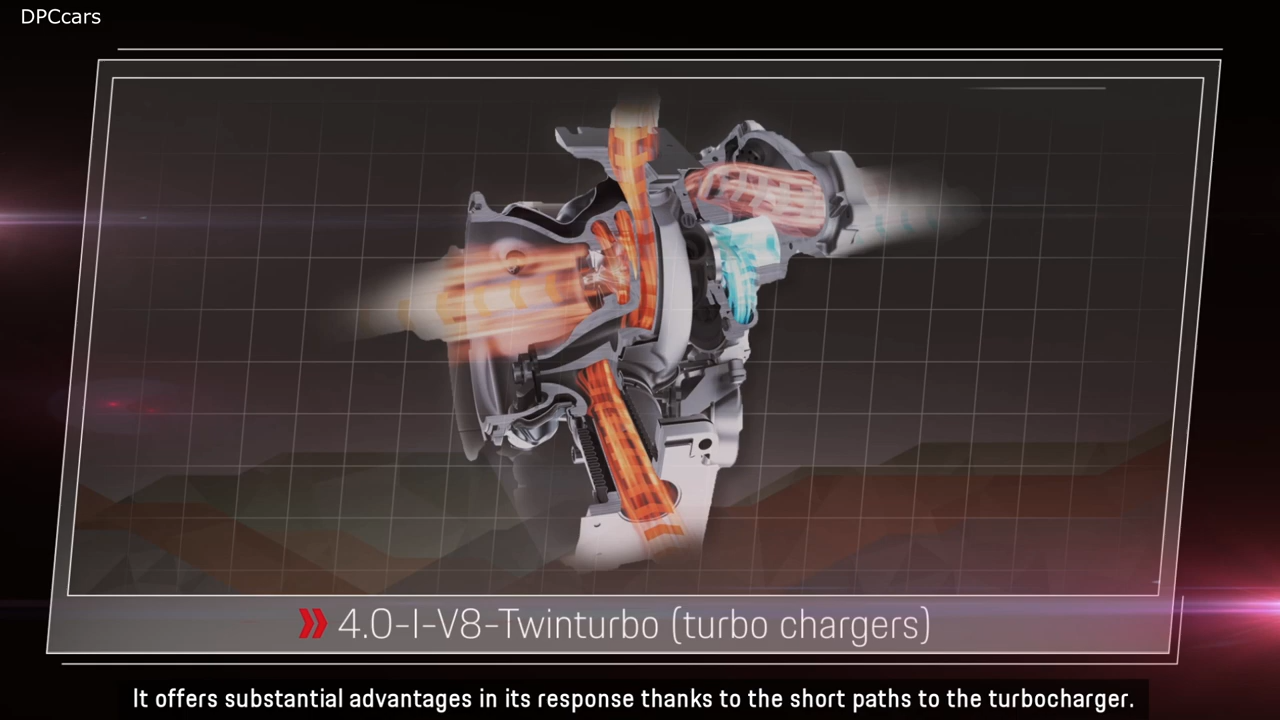 DPCcars
4.0-l-V8-Twinturbo (turbo chargers)
It offers substantial advantages in its response thanks to the short paths to the turbocharger.